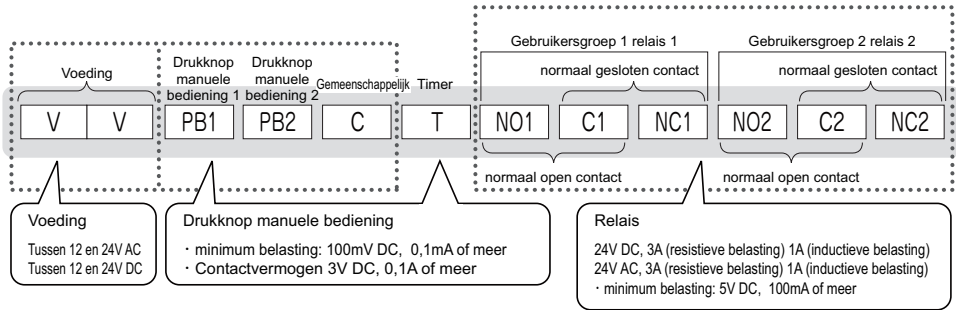 Gebruikersgroep 1 relais 1
Gebruikersgroep 2 relais 2
Voeding
Drukknop
manuele
bediening 1
Drukknop
manuele
bediening 2
Gemeenschappelijk
Timer
normaal gesloten contact
normaal gesloten contact
V V PB1 PB2 C T NO1 C1 NC1 NO2 C2 NC2
normaal open contact
normaal open contact
Voeding
Tussen 12 en 24V AC
Tussen 12 en 24V DC
Drukknop manuele bediening
· minimum belasting: 100mV DC, 0,1mA of meer
· Contactvermogen 3V DC, 0,1A of meer
Relais
24V DC, 3A (resistieve belasting) 1A (inductieve belasting)
24V AC, 3A (resistieve belasting) 1A (inductieve belasting)
· minimum belasting: 5V DC, 100mA of meer